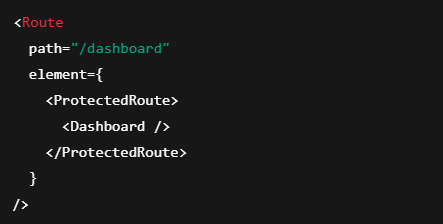 <Route
  path="/dashboard"
  element={
    <ProtectedRoute>
      <Dashboard />
    </ProtectedRoute>
  }
/>